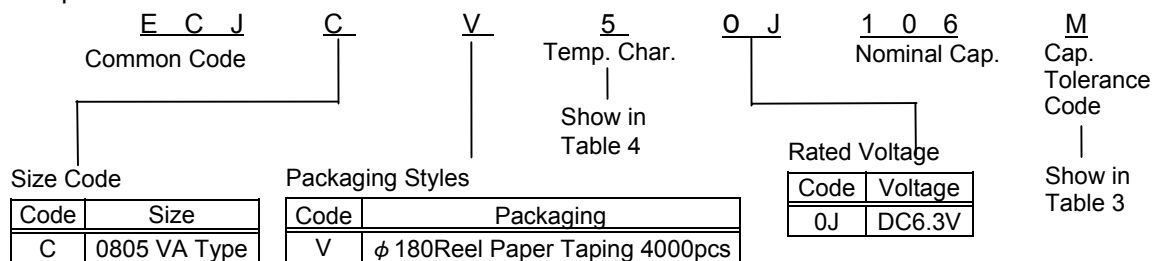 E C J C V 5 0 J 1 0 6 M
Common Code Temp. Char. Nominal Cap. Cap. Tolerance Code
Show in Table 4
Show in Table 3
Size Code
Code Size
C 0805 VA Type
Packaging Styles
Code Packaging
V ϕ180Reel Paper Taping 4000pcs
Rated Voltage
Code Voltage
0J DC6.3V